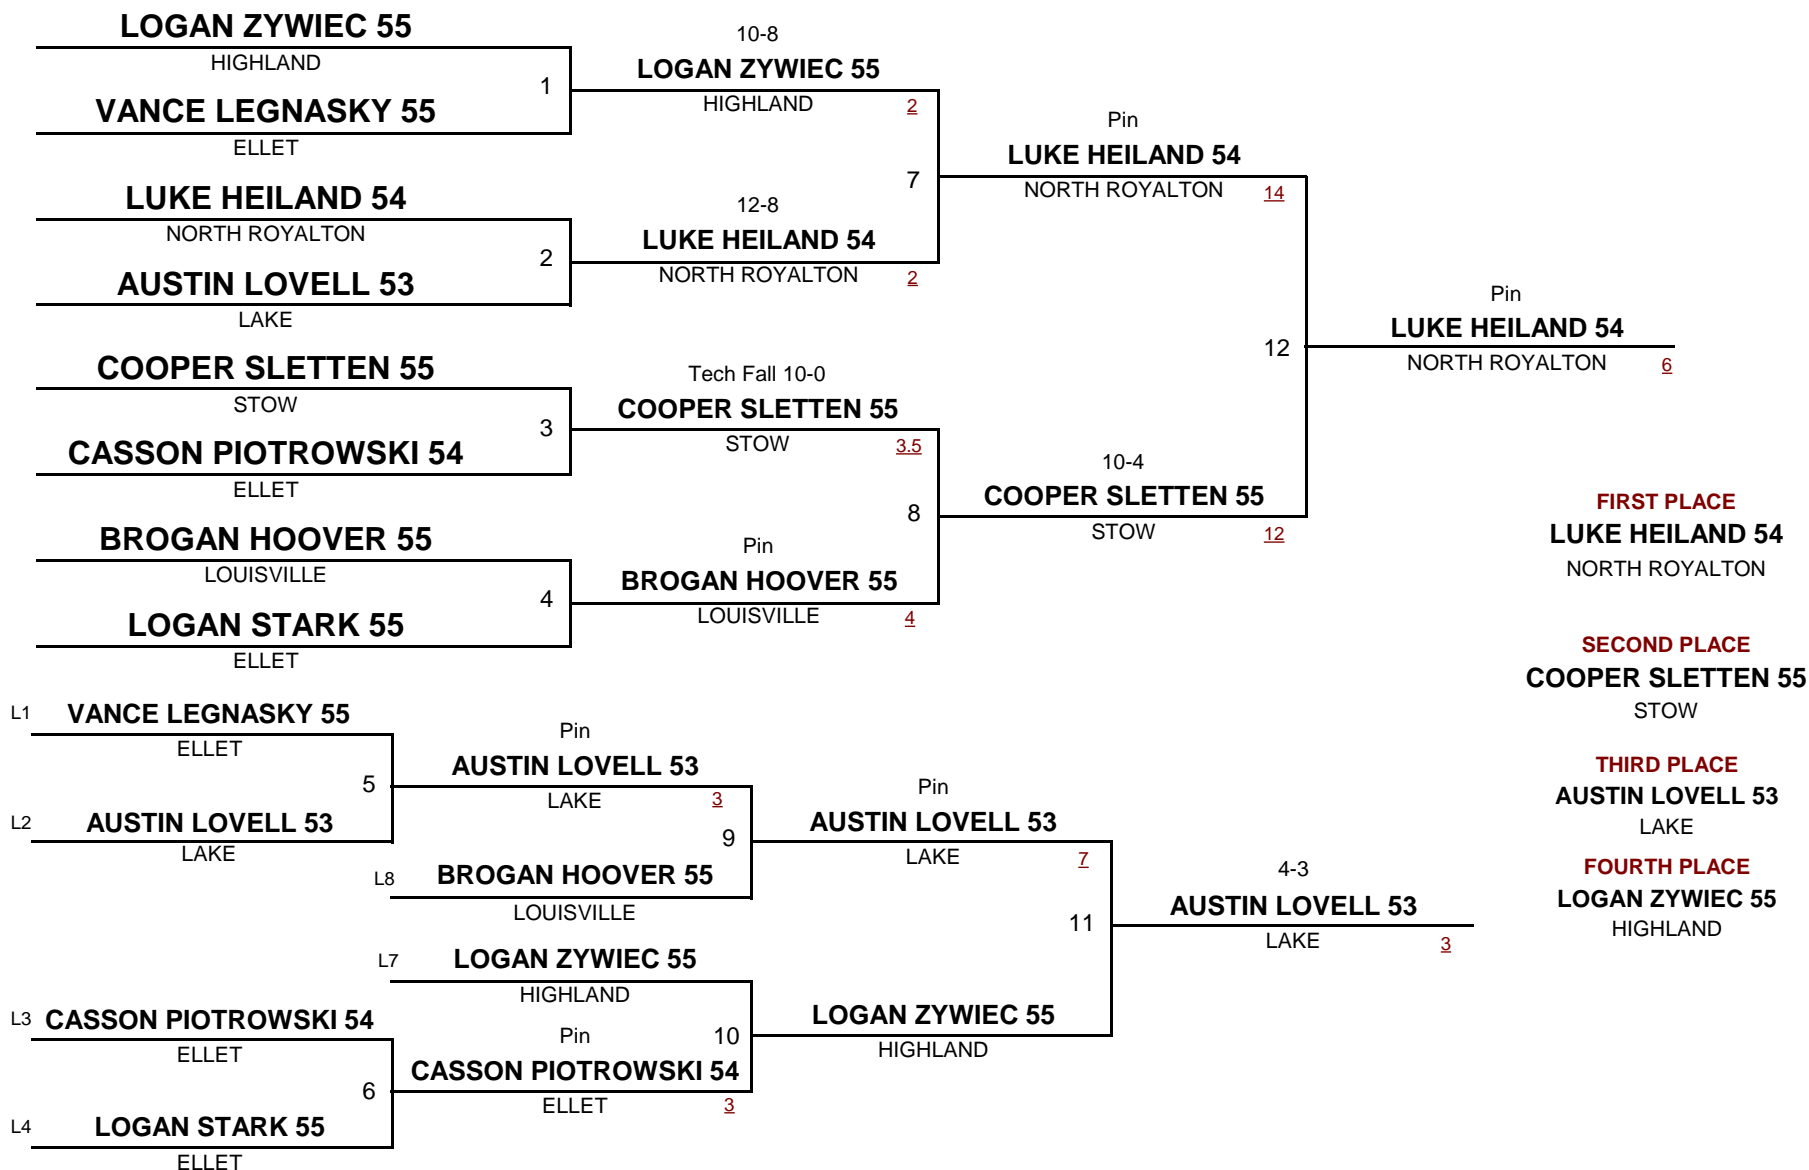 LOGAN ZYWIEC 55
HIGHLAND
1
VANCE LEGNASKY 55
ELLET
10-8
LOGAN ZYWIEC 55
HIGHLAND
2
LUKE HEILAND 54
NORTH ROYALTON
2
AUSTIN LOVELL 53
LAKE
12-8
LUKE HEILAND 54
NORTH ROYALTON
2
7
Pin
LUKE HEILAND 54
NORTH ROYALTON
14
COOPER SLETTEN 55
STOW
3
CASSON PIOTROWSKI 54
ELLET
Tech Fall 10-0
COOPER SLETTEN 55
STOW
3.5
BROGAN HOOVER 55
LOUISVILLE
4
LOGAN STARK 55
ELLET
Pin
BROGAN HOOVER 55
LOUISVILLE
4
8
10-4
COOPER SLETTEN 55
STOW
12
12
Pin
LUKE HEILAND 54
NORTH ROYALTON
6
FIRST PLACE
LUKE HEILAND 54
NORTH ROYALTON
SECOND PLACE
COOPER SLETTEN 55
STOW
THIRD PLACE
AUSTIN LOVELL 53
LAKE
FOURTH PLACE
LOGAN ZYWIEC 55
HIGHLAND
L1 VANCE LEGNASKY 55
ELLET
5
L2 AUSTIN LOVELL 53
LAKE
Pin
AUSTIN LOVELL 53
LAKE
3
9
L8 BROGAN HOOVER 55
LOUISVILLE
Pin
AUSTIN LOVELL 53
LAKE
7
L7 LOGAN ZYWIEC 55
HIGHLAND
10
L3 CASSON PIOTROWSKI 54
ELLET
6
L4 LOGAN STARK 55
ELLET
Pin
CASSON PIOTROWSKI 54
ELLET
3
LOGAN ZYWIEC 55
HIGHLAND
11
4-3
AUSTIN LOVELL 53
LAKE
3